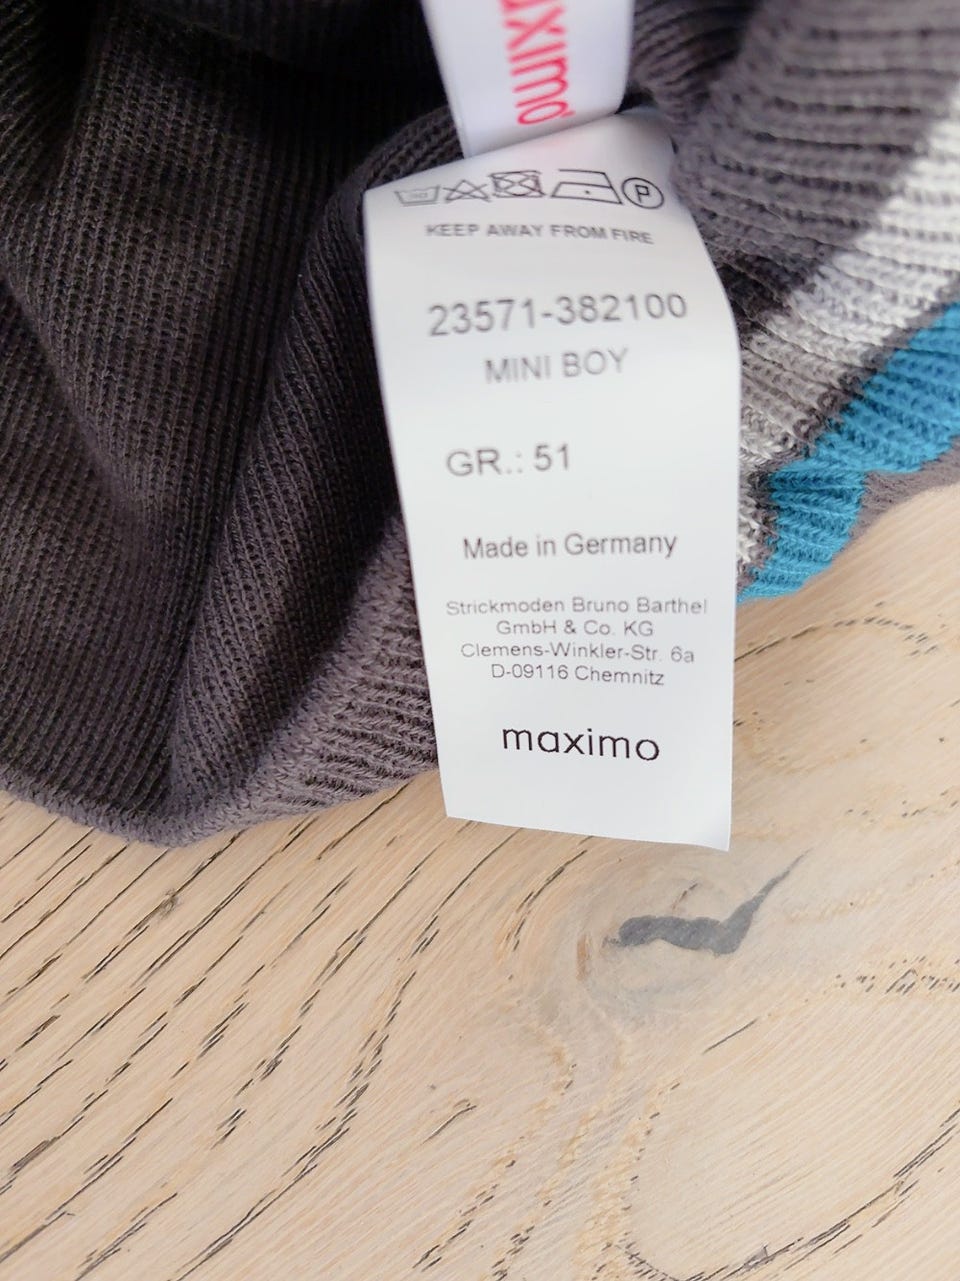 KEEP AWAY FROM FIRE
23571-382100
MINI BOY
GR.: 51
Made in Germany
Strickmoden Bruno Barthel
GmbH & Co. KG
Clemens-Winkler-Str. 6a
D-09116 Chemnitz
maximo